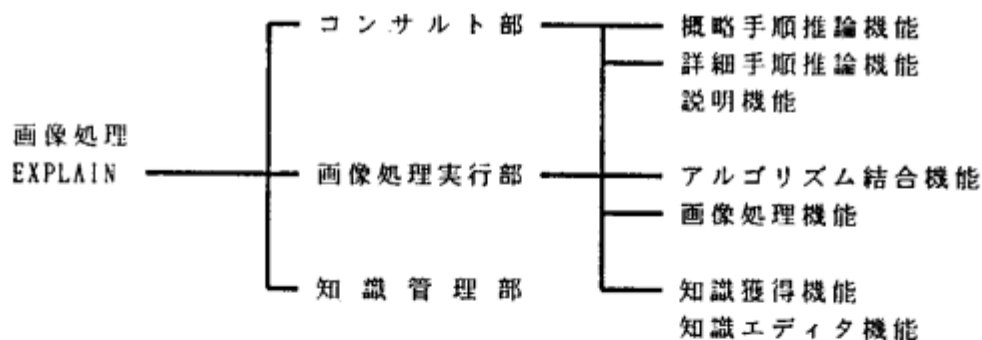 画像処理
EXPLAIN
コンサルト部
概略手順推論機能
詳細手順推論機能
説明機能
画像処理実行部
アルゴリズム結合機能
画像処理機能
知識管理部
知識獲得機能
知識エディタ機能